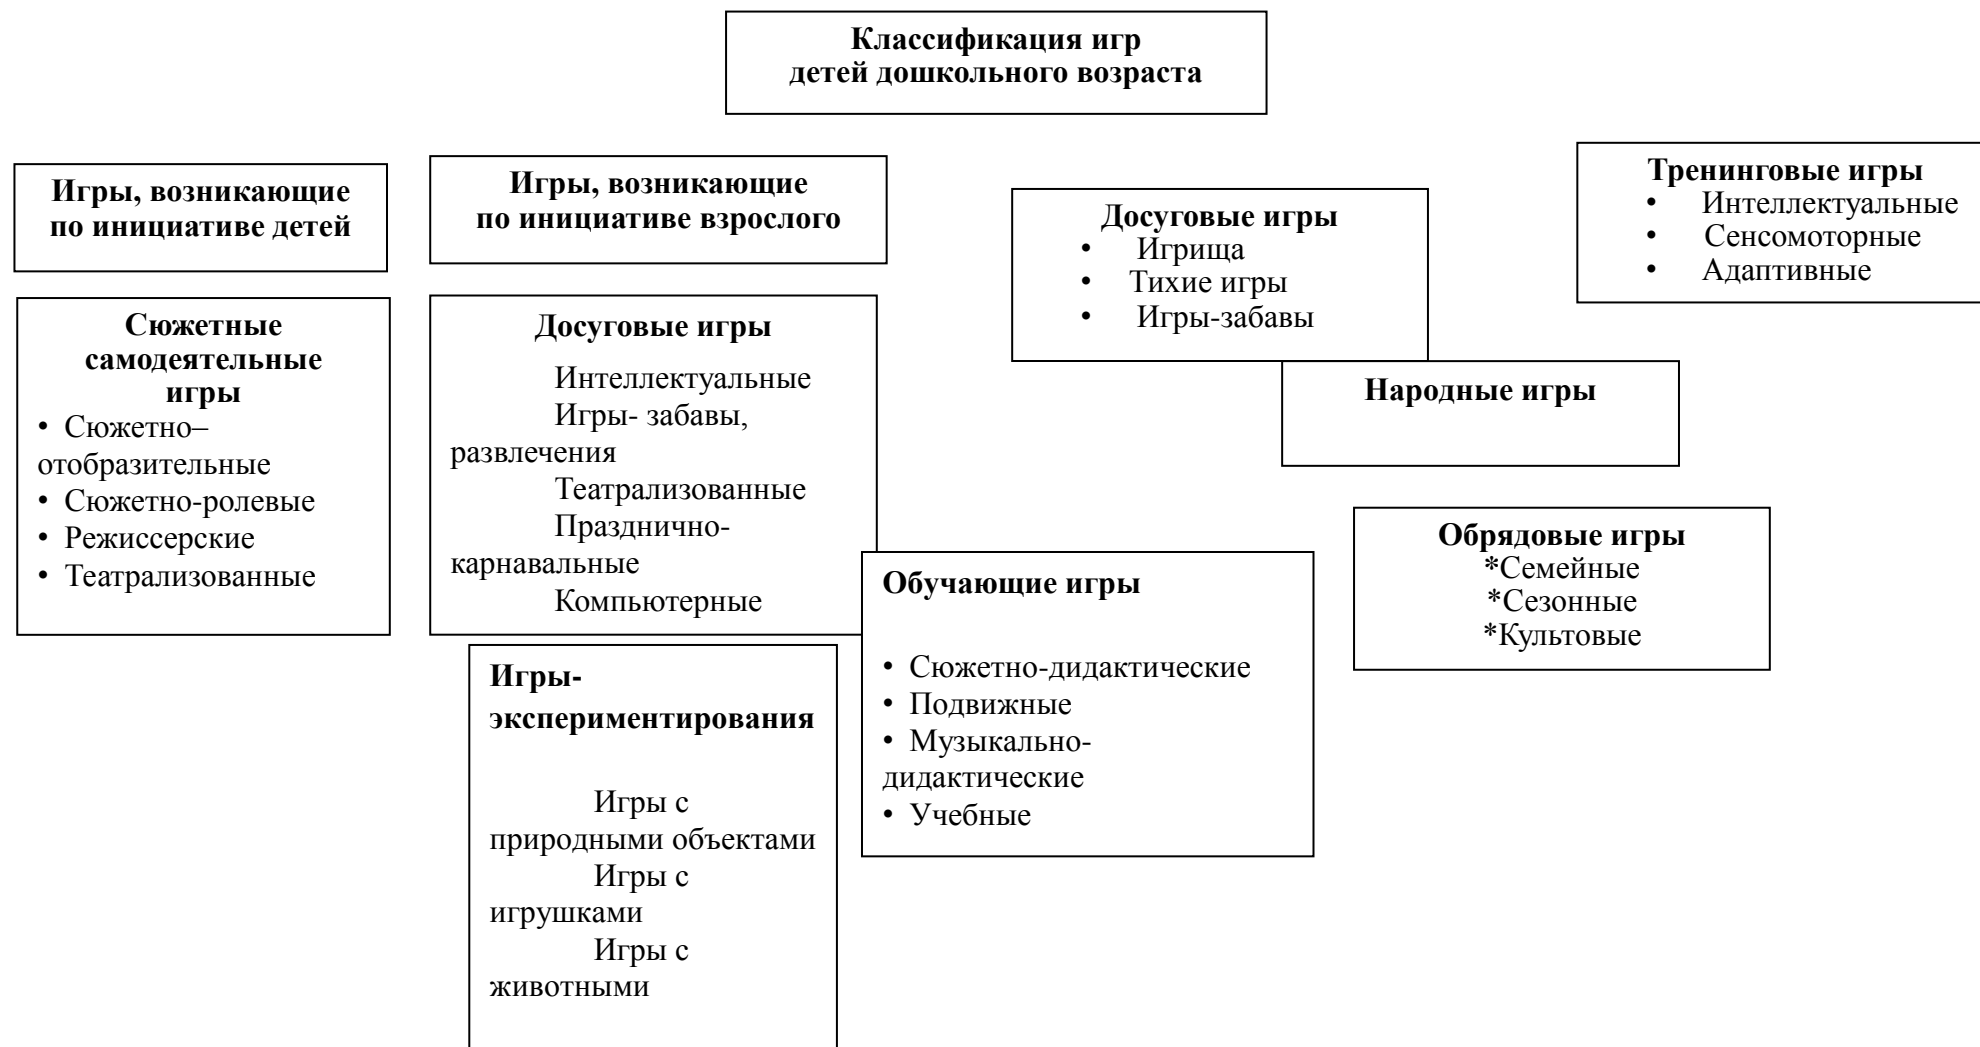 Классификация игр
детей дошкольного возраста
Игры, возникающие
по инициативе детей
Игры, возникающие
по инициативе взрослого
Досуговые игры
• Игрища
• Тихие игры
• Игры-забавы
Тренинговые игры
• Интеллектуальные
• Сенсомоторные
• Адаптивные
Сюжетные
самодеятельные
игры
• Сюжетно–
отобразительные
• Сюжетно-ролевые
• Режиссерские
• Театрализованные
Досуговые игры
Интеллектуальные
Игры- забавы,
развлечения
Театрализованные
Празднично-
карнавальные
Компьютерные
Народные игры
Обрядовые игры
*Семейные
*Сезонные
*Культовые
Обучающие игры
• Сюжетно-дидактические
• Подвижные
• Музыкально-
дидактические
• Учебные
Игры-
экспериментирования
Игры с
природными объектами
Игры с
игрушками
Игры с
животными